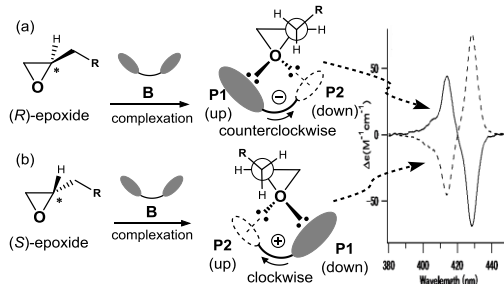 (a)
H
R
O
*
(R)-epoxide
B
complexation
R
H
H
O
P1
(up)
P2
(down)
−
counterclockwise
(b)
H
R
O
*
(S)-epoxide
B
complexation
H
R
H
O
P2
(up)
P1
(down)
+
clockwise
50
0
-50
Δε(M⁻¹cm⁻¹)
380 400 420 440
Wavelength (nm)